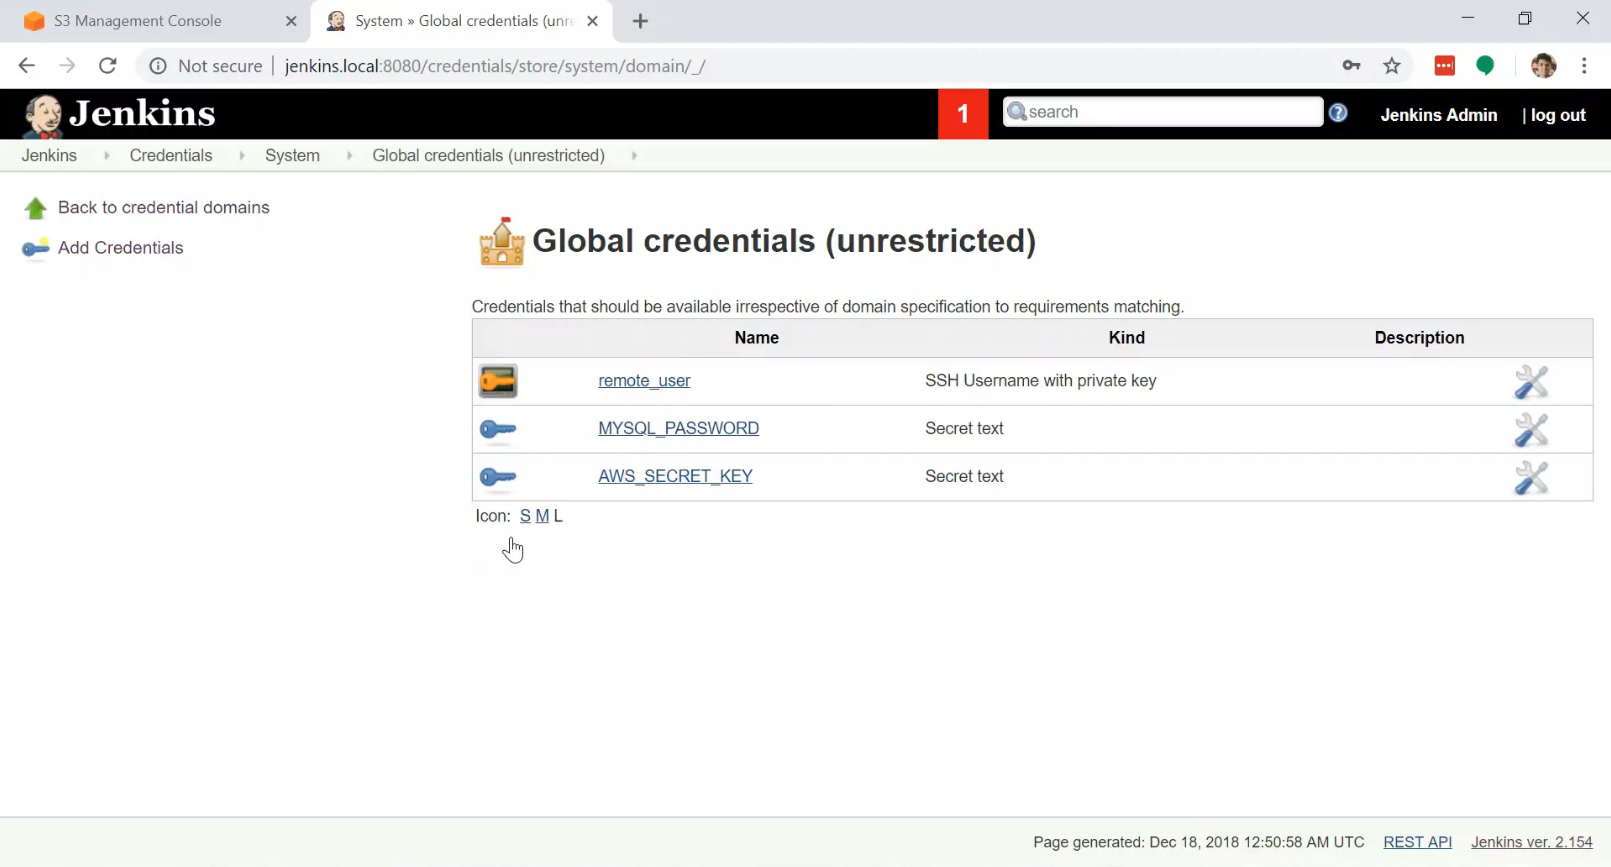 S3 Management Console
System » Global credentials (unre
Not secure | jenkins.local:8080/credentials/store/system/domain/_/
Jenkins
1
search
Jenkins Admin
| log out
Jenkins
Credentials
System
Global credentials (unrestricted)
Back to credential domains
Add Credentials
Global credentials (unrestricted)
Credentials that should be available irrespective of domain specification to requirements matching.
Name Kind Description
remote_user SSH Username with private key
MYSQL_PASSWORD Secret text
AWS_SECRET_KEY Secret text
Icon: S M L
Page generated: Dec 18, 2018 12:50:58 AM UTC REST API Jenkins ver. 2.154